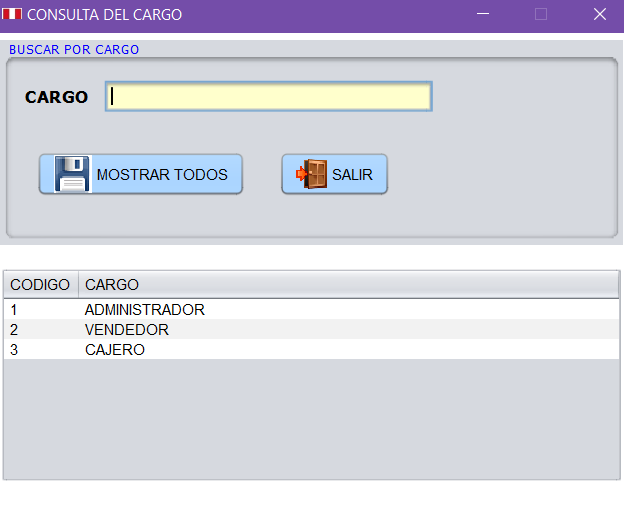 CONSULTA DEL CARGO
BUSCAR POR CARGO
CARGO
MOSTRAR TODOS SALIR
CODIGO CARGO
1 ADMINISTRADOR
2 VENDEDOR
3 CAJERO